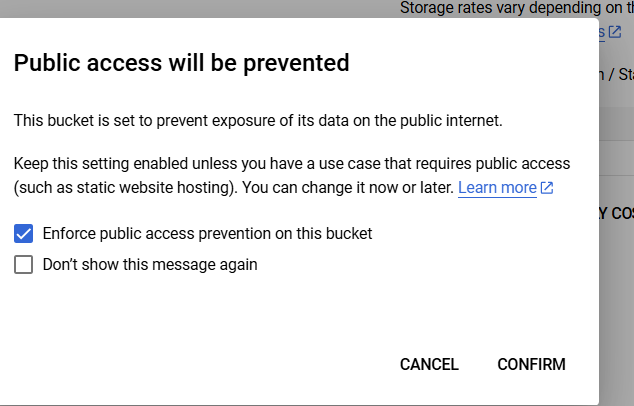 Storage rates vary depending on th
s
Public access will be prevented
n / Sta
This bucket is set to prevent exposure of its data on the public internet.
Keep this setting enabled unless you have a use case that requires public access
(such as static website hosting). You can change it now or later. Learn more
Y COS
Enforce public access prevention on this bucket
Don't show this message again
CANCEL CONFIRM